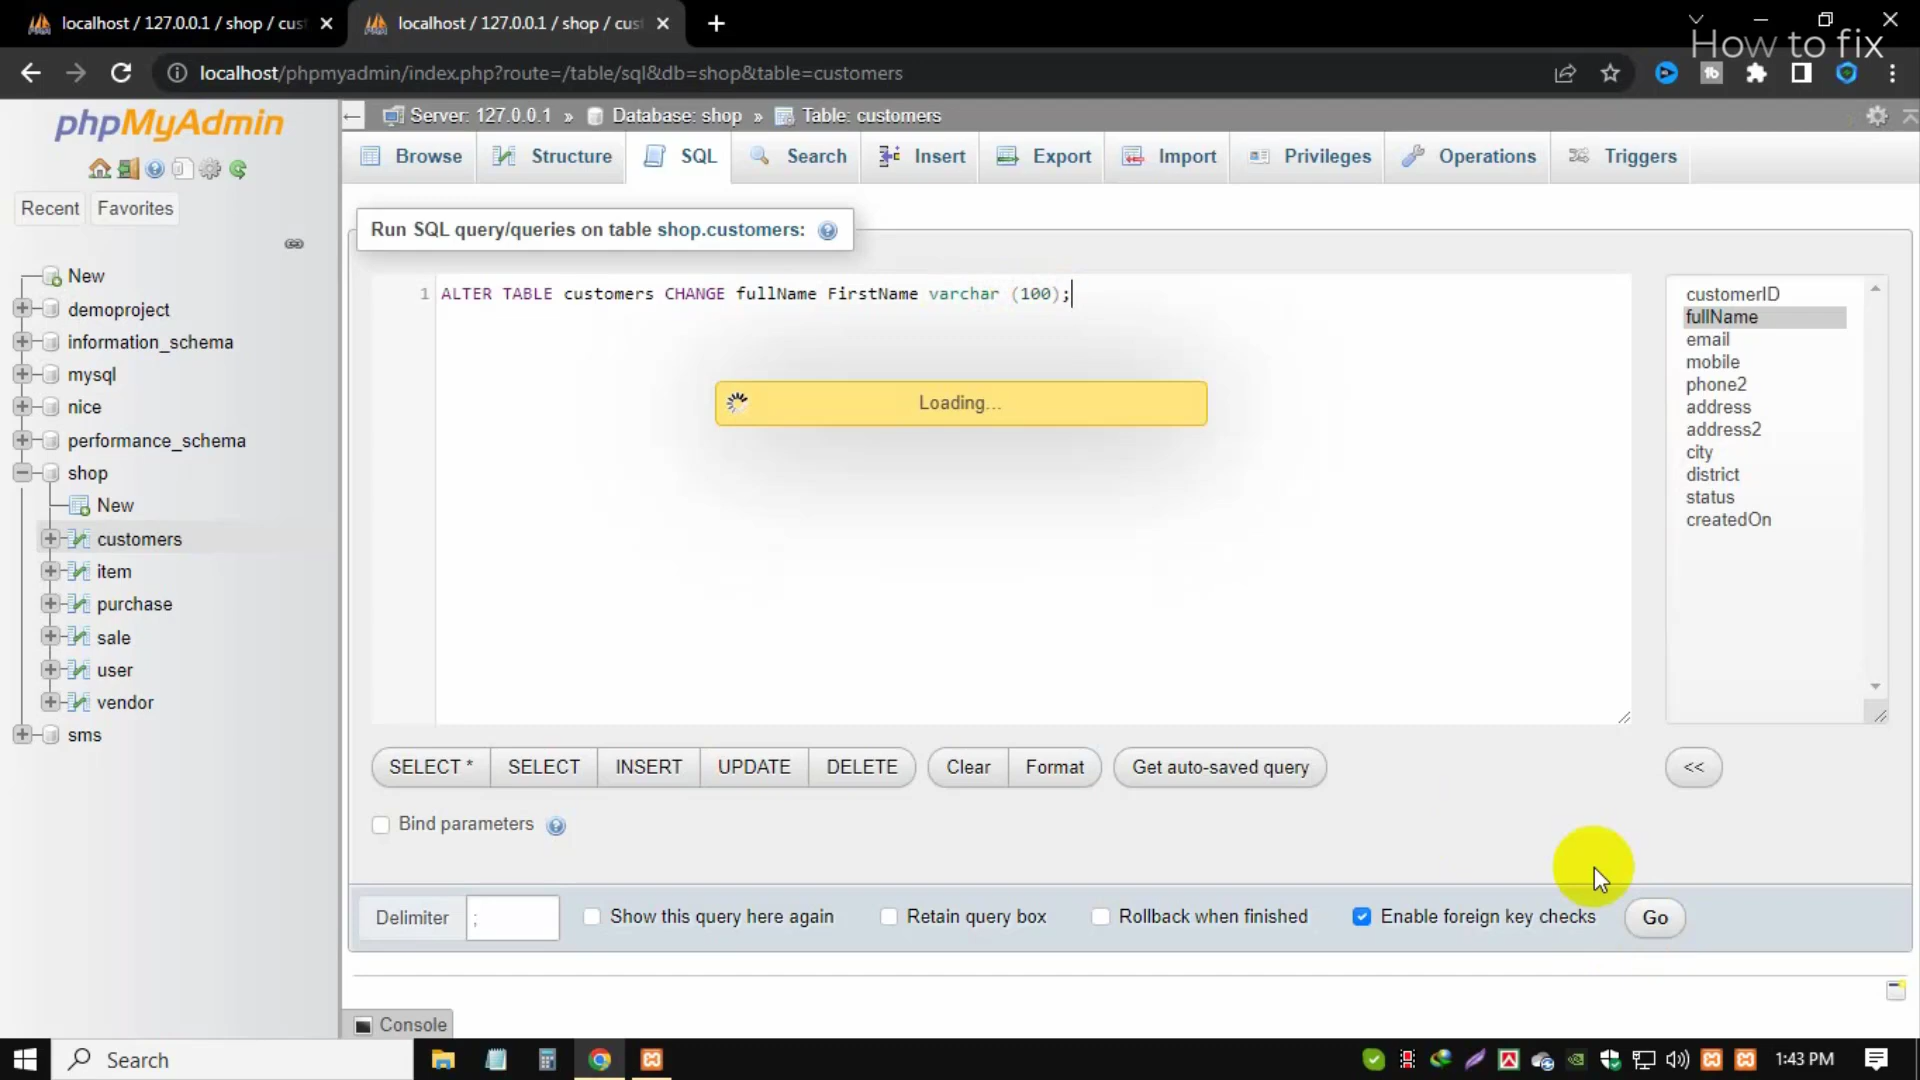 localhost / 127.0.0.1 / shop / cus
localhost / 127.0.0.1 / shop / cus
How to fix
localhost/phpmyadmin/index.php?route=/table/sql&db=shop&table=customers
phpMyAdmin
Server: 127.0.0.1 » Database: shop » Table: customers
Browse
Structure
SQL
Search
Insert
Export
Import
Privileges
Operations
Triggers
Recent
Favorites
New
demoproject
information_schema
mysql
nice
performance_schema
shop
New
customers
item
purchase
sale
user
vendor
sms
Run SQL query/queries on table shop.customers:
1 ALTER TABLE customers CHANGE fullName FirstName varchar (100);
Loading...
customerID
fullName
email
mobile
phone2
address
address2
city
district
status
createdOn
SELECT *
SELECT
INSERT
UPDATE
DELETE
Clear
Format
Get auto-saved query
<<
Bind parameters
Delimiter ;
Show this query here again
Retain query box
Rollback when finished
Enable foreign key checks
Go
Console
Search
1:43 PM